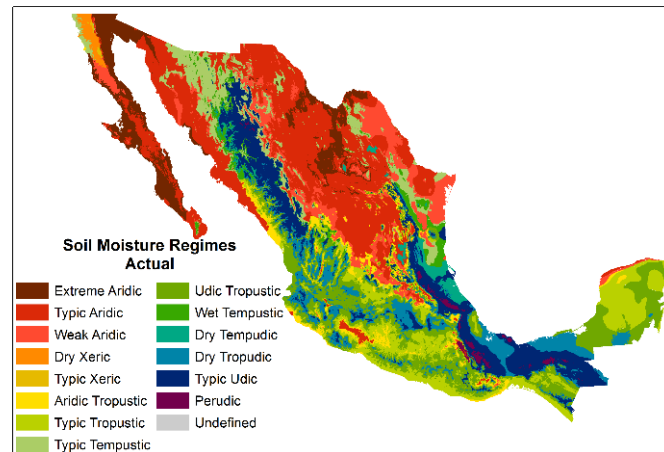 Soil Moisture Regimes
Actual
Extreme Aridic
Typic Aridic
Weak Aridic
Dry Xeric
Typic Xeric
Aridic Tropustic
Typic Tropustic
Typic Tempustic
Udic Tropustic
Wet Tempustic
Dry Tempudic
Dry Tropudic
Typic Udic
Perudic
Undefined